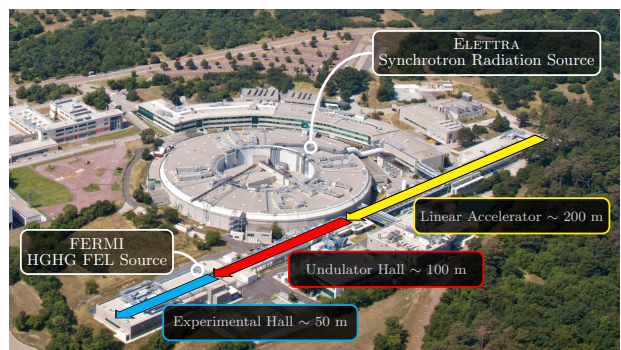 ELETTRA
Synchrotron Radiation Source
Linear Accelerator ∼ 200 m
FERMI
HGHG FEL Source
Undulator Hall ∼ 100 m
Experimental Hall ∼ 50 m